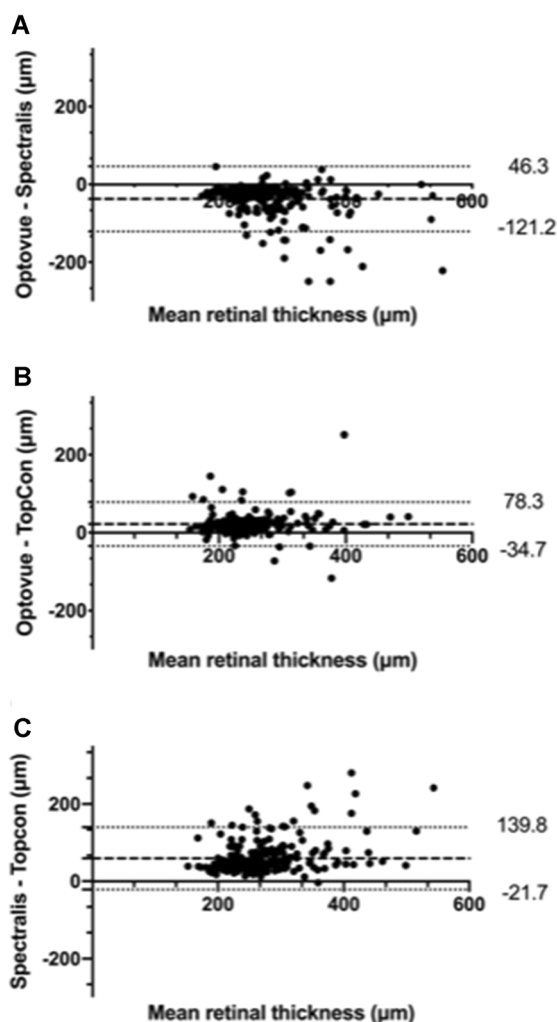 A
Optovue - Spectralis (µm)
200
0
-200
200
600
46.3
-121.2
Mean retinal thickness (µm)
B
Optovue - TopCon (µm)
200
0
-200
200
400
600
78.3
-34.7
Mean retinal thickness (µm)
C
Spectralis - Topcon (µm)
200
0
-200
200
400
600
139.8
-21.7
Mean retinal thickness (µm)